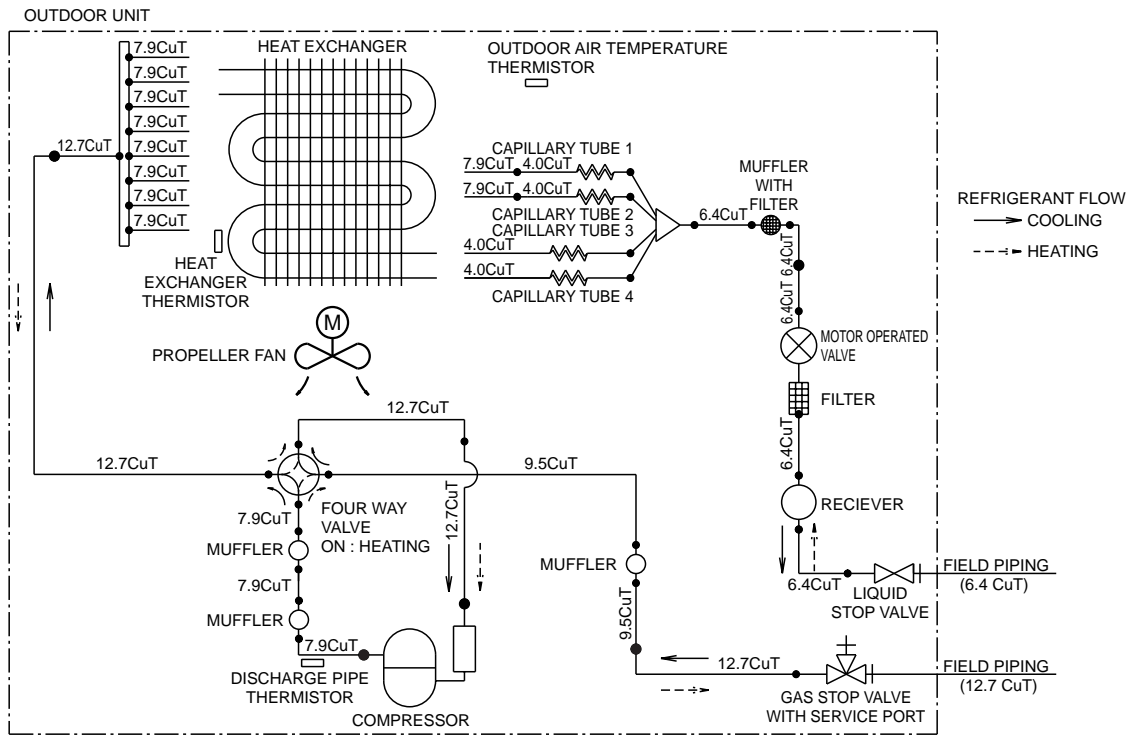 OUTDOOR UNIT
7.9CuT
7.9CuT
7.9CuT
7.9CuT
7.9CuT
7.9CuT
7.9CuT
7.9CuT
12.7CuT
HEAT EXCHANGER
OUTDOOR AIR TEMPERATURE
THERMISTOR
HEAT
EXCHANGER
THERMISTOR
CAPILLARY TUBE 1
7.9CuT 4.0CuT
7.9CuT 4.0CuT
CAPILLARY TUBE 2
CAPILLARY TUBE 3
4.0CuT
4.0CuT
CAPILLARY TUBE 4
6.4CuT
MUFFLER
WITH
FILTER
6.4CuT
6.4CuT
MOTOR OPERATED
VALVE
FILTER
6.4CuT
RECIEVER
6.4CuT
LIQUID
STOP VALVE
FIELD PIPING
(6.4 CuT)
REFRIGERANT FLOW
COOLING
HEATING
M
PROPELLER FAN
12.7CuT
12.7CuT
9.5CuT
7.9CuT
FOUR WAY
VALVE
ON : HEATING
12.7CuT
MUFFLER
7.9CuT
MUFFLER
7.9CuT
DISCHARGE PIPE
THERMISTOR
COMPRESSOR
MUFFLER
9.5CuT
12.7CuT
GAS STOP VALVE
WITH SERVICE PORT
FIELD PIPING
(12.7 CuT)